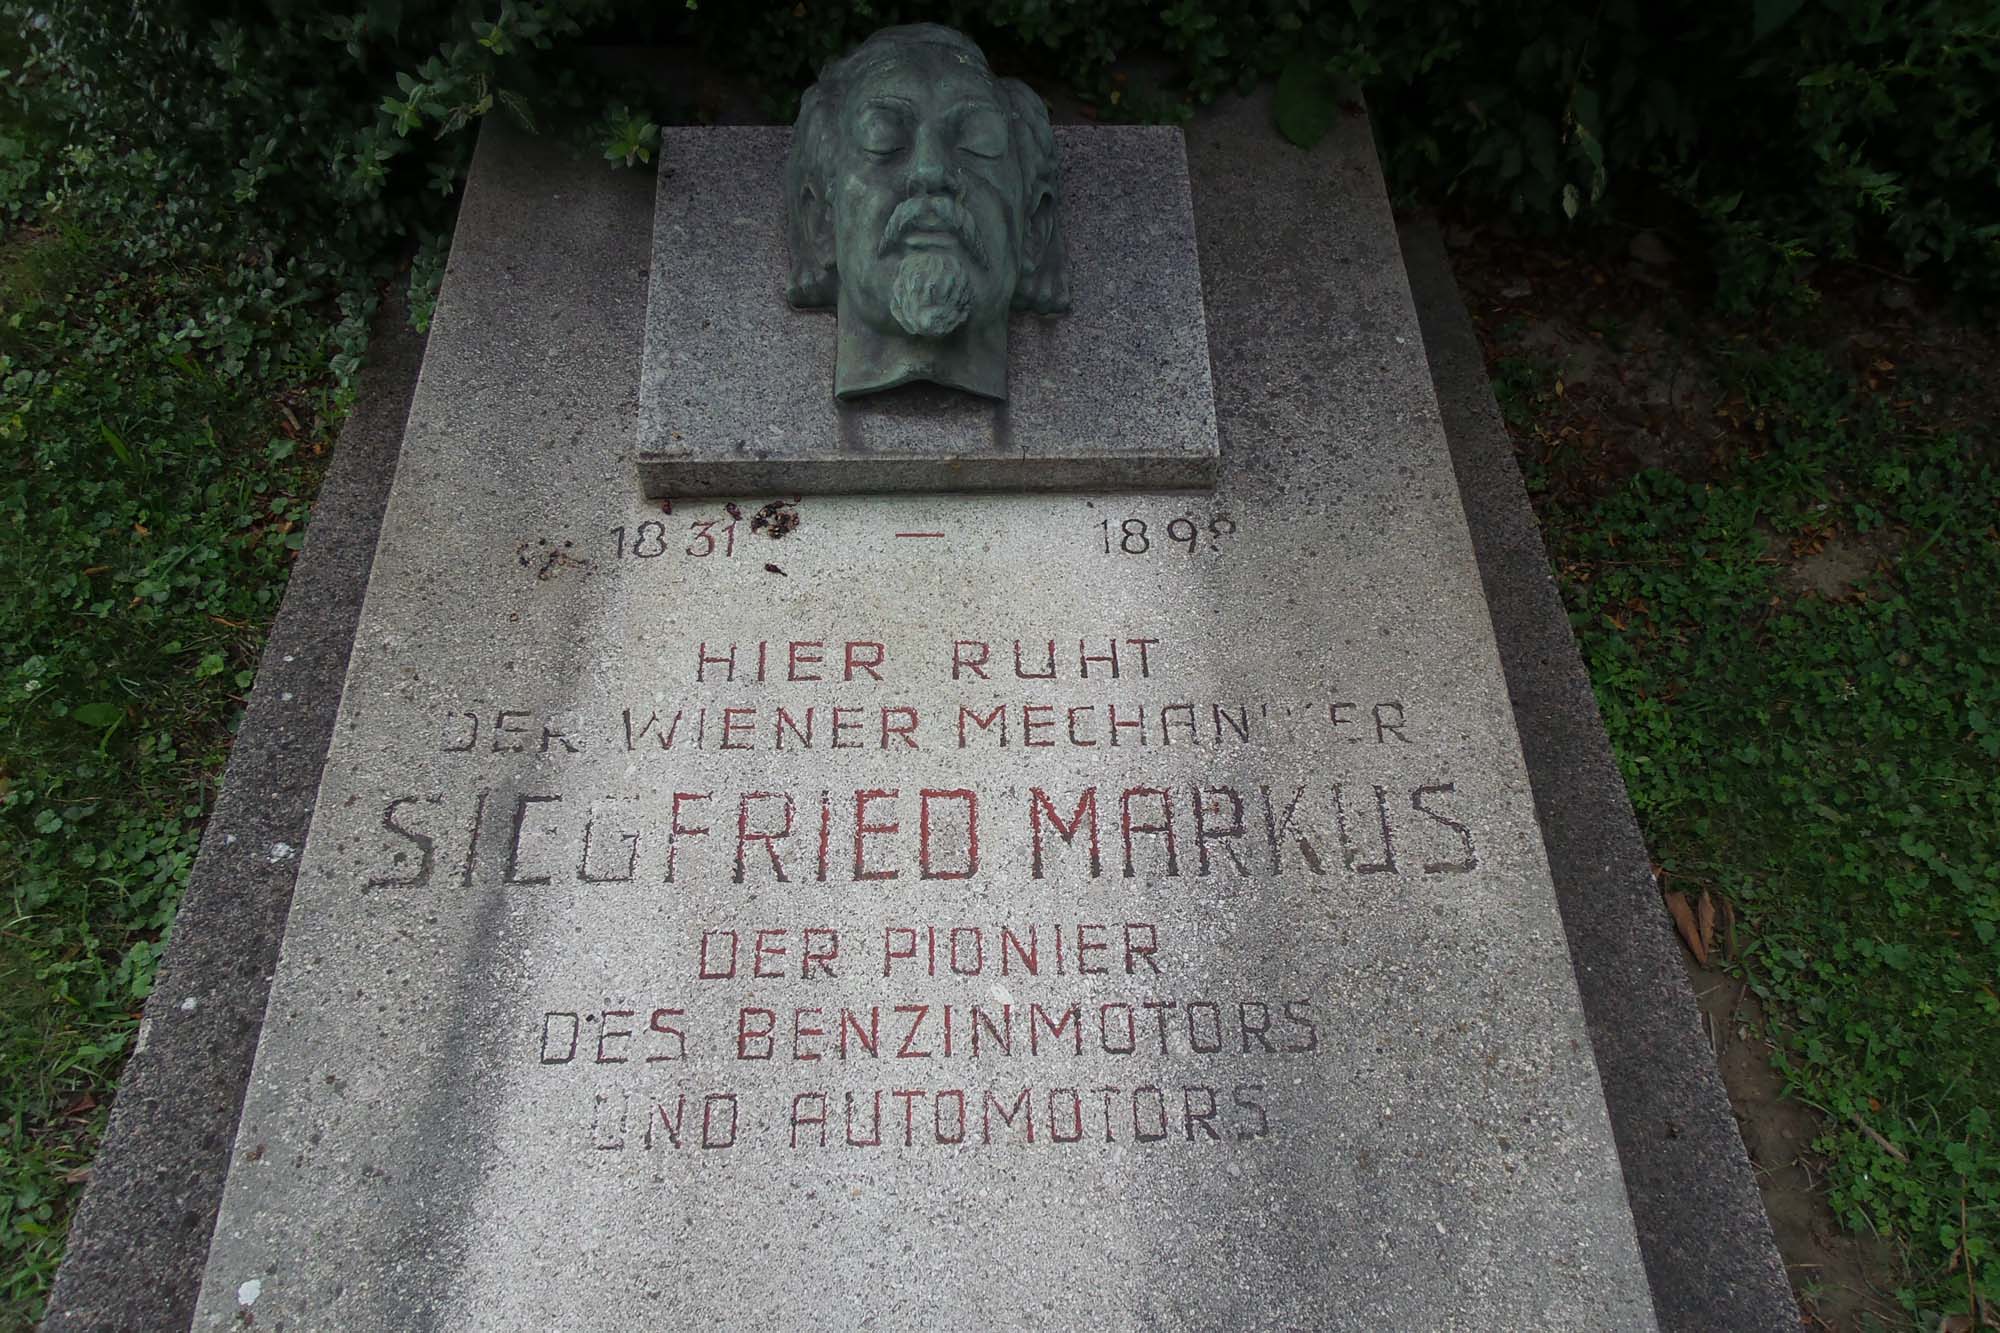 1831 — 1898
HIER RUHT
DER WIENER MECHANIKER
SIEGFRIED MARKUS
DER PIONIER
DES BENZINMOTORS
UND AUTOMOTORS